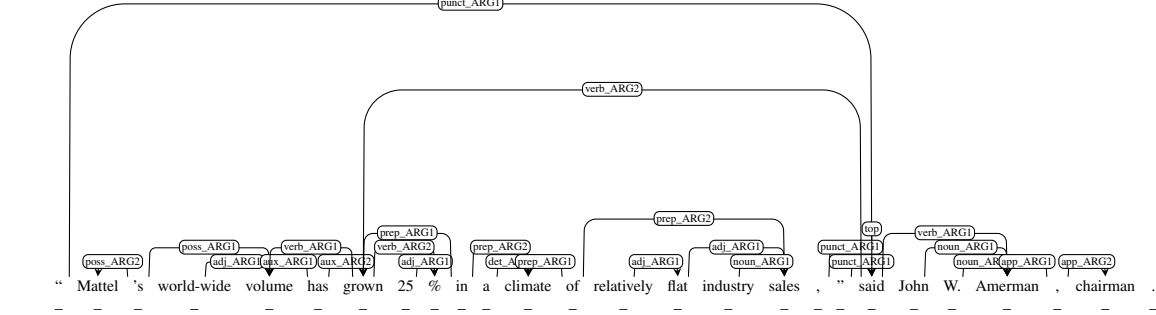 punct_ARG1
verb_ARG2
prep_ARG2
top
prep_ARG1 verb_ARG1
poss_ARG1 verb_ARG1 verb_ARG2 prep_ARG2 adj_ARG1 punct_ARG1 noun_ARG1
poss_ARG2 adj_ARG1 aux_ARG1 aux_ARG2 adj_ARG1 det_A prep_ARG1 adj_ARG1 noun_ARG1 punct_ARG1 noun_AR app_ARG1 app_ARG2
“ Mattel ’s world-wide volume has grown 25 % in a climate of relatively flat industry sales , ” said John W. Amerman , chairman .
_ _ _ _ _ _ _ _ _ _ _ _ _ _ _ _ _ _ _ _ _ _ _ _ _ _